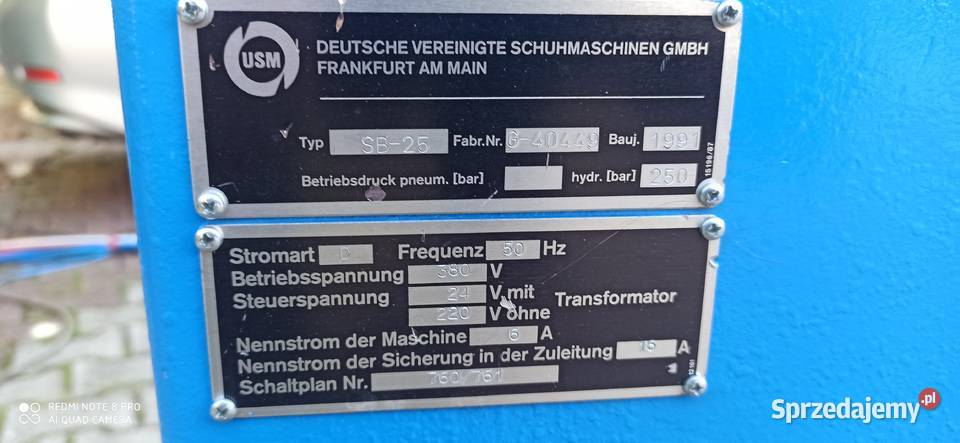 USM
DEUTSCHE VEREINIGTE SCHUHMASCHINEN GMBH
FRANKFURT AM MAIN
Typ SB-25 Fabr.Nr. G-40449 Bauj. 1991
Betriebsdruck pneum. [bar] hydr. [bar] 250
15196/87
Stromart D Frequenz 50 Hz
Betriebsspannung 380 V
Steuerspannung 24 V mit Transformator
220 V ohne
Nennstrom der Maschine 6 A
Nennstrom der Sicherung in der Zuleitung 16 A
Schaltplan Nr. 760/761
REDMI NOTE 8 PRO
AI QUAD CAMERA
Sprzedajemy.pl